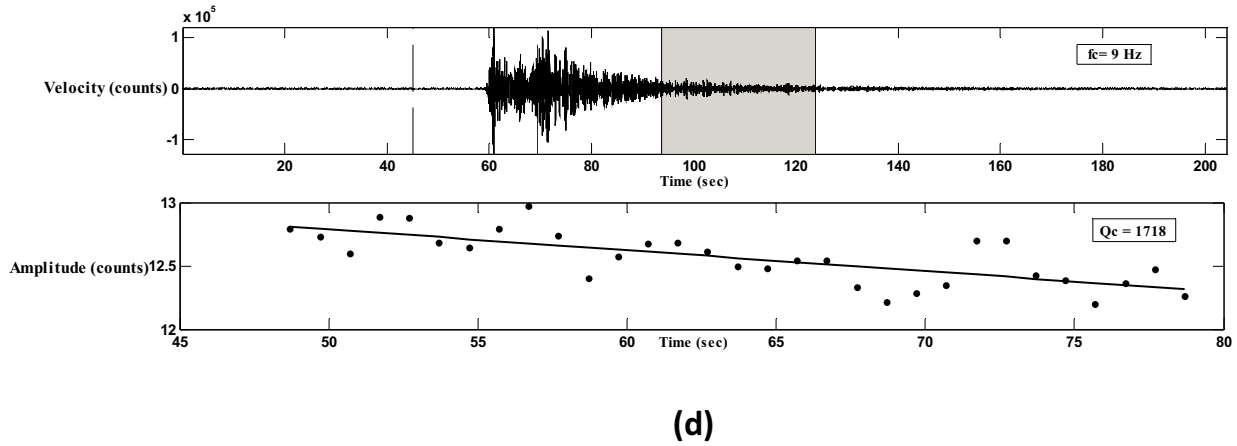 x 10⁵
1
fc= 9 Hz
Velocity (counts) 0
-1
20 40 60 80 100 120 140 160 180 200
Time (sec)
13
Qc = 1718
Amplitude (counts) 12.5
12
45 50 55 60 65 70 75 80
Time (sec)
(d)